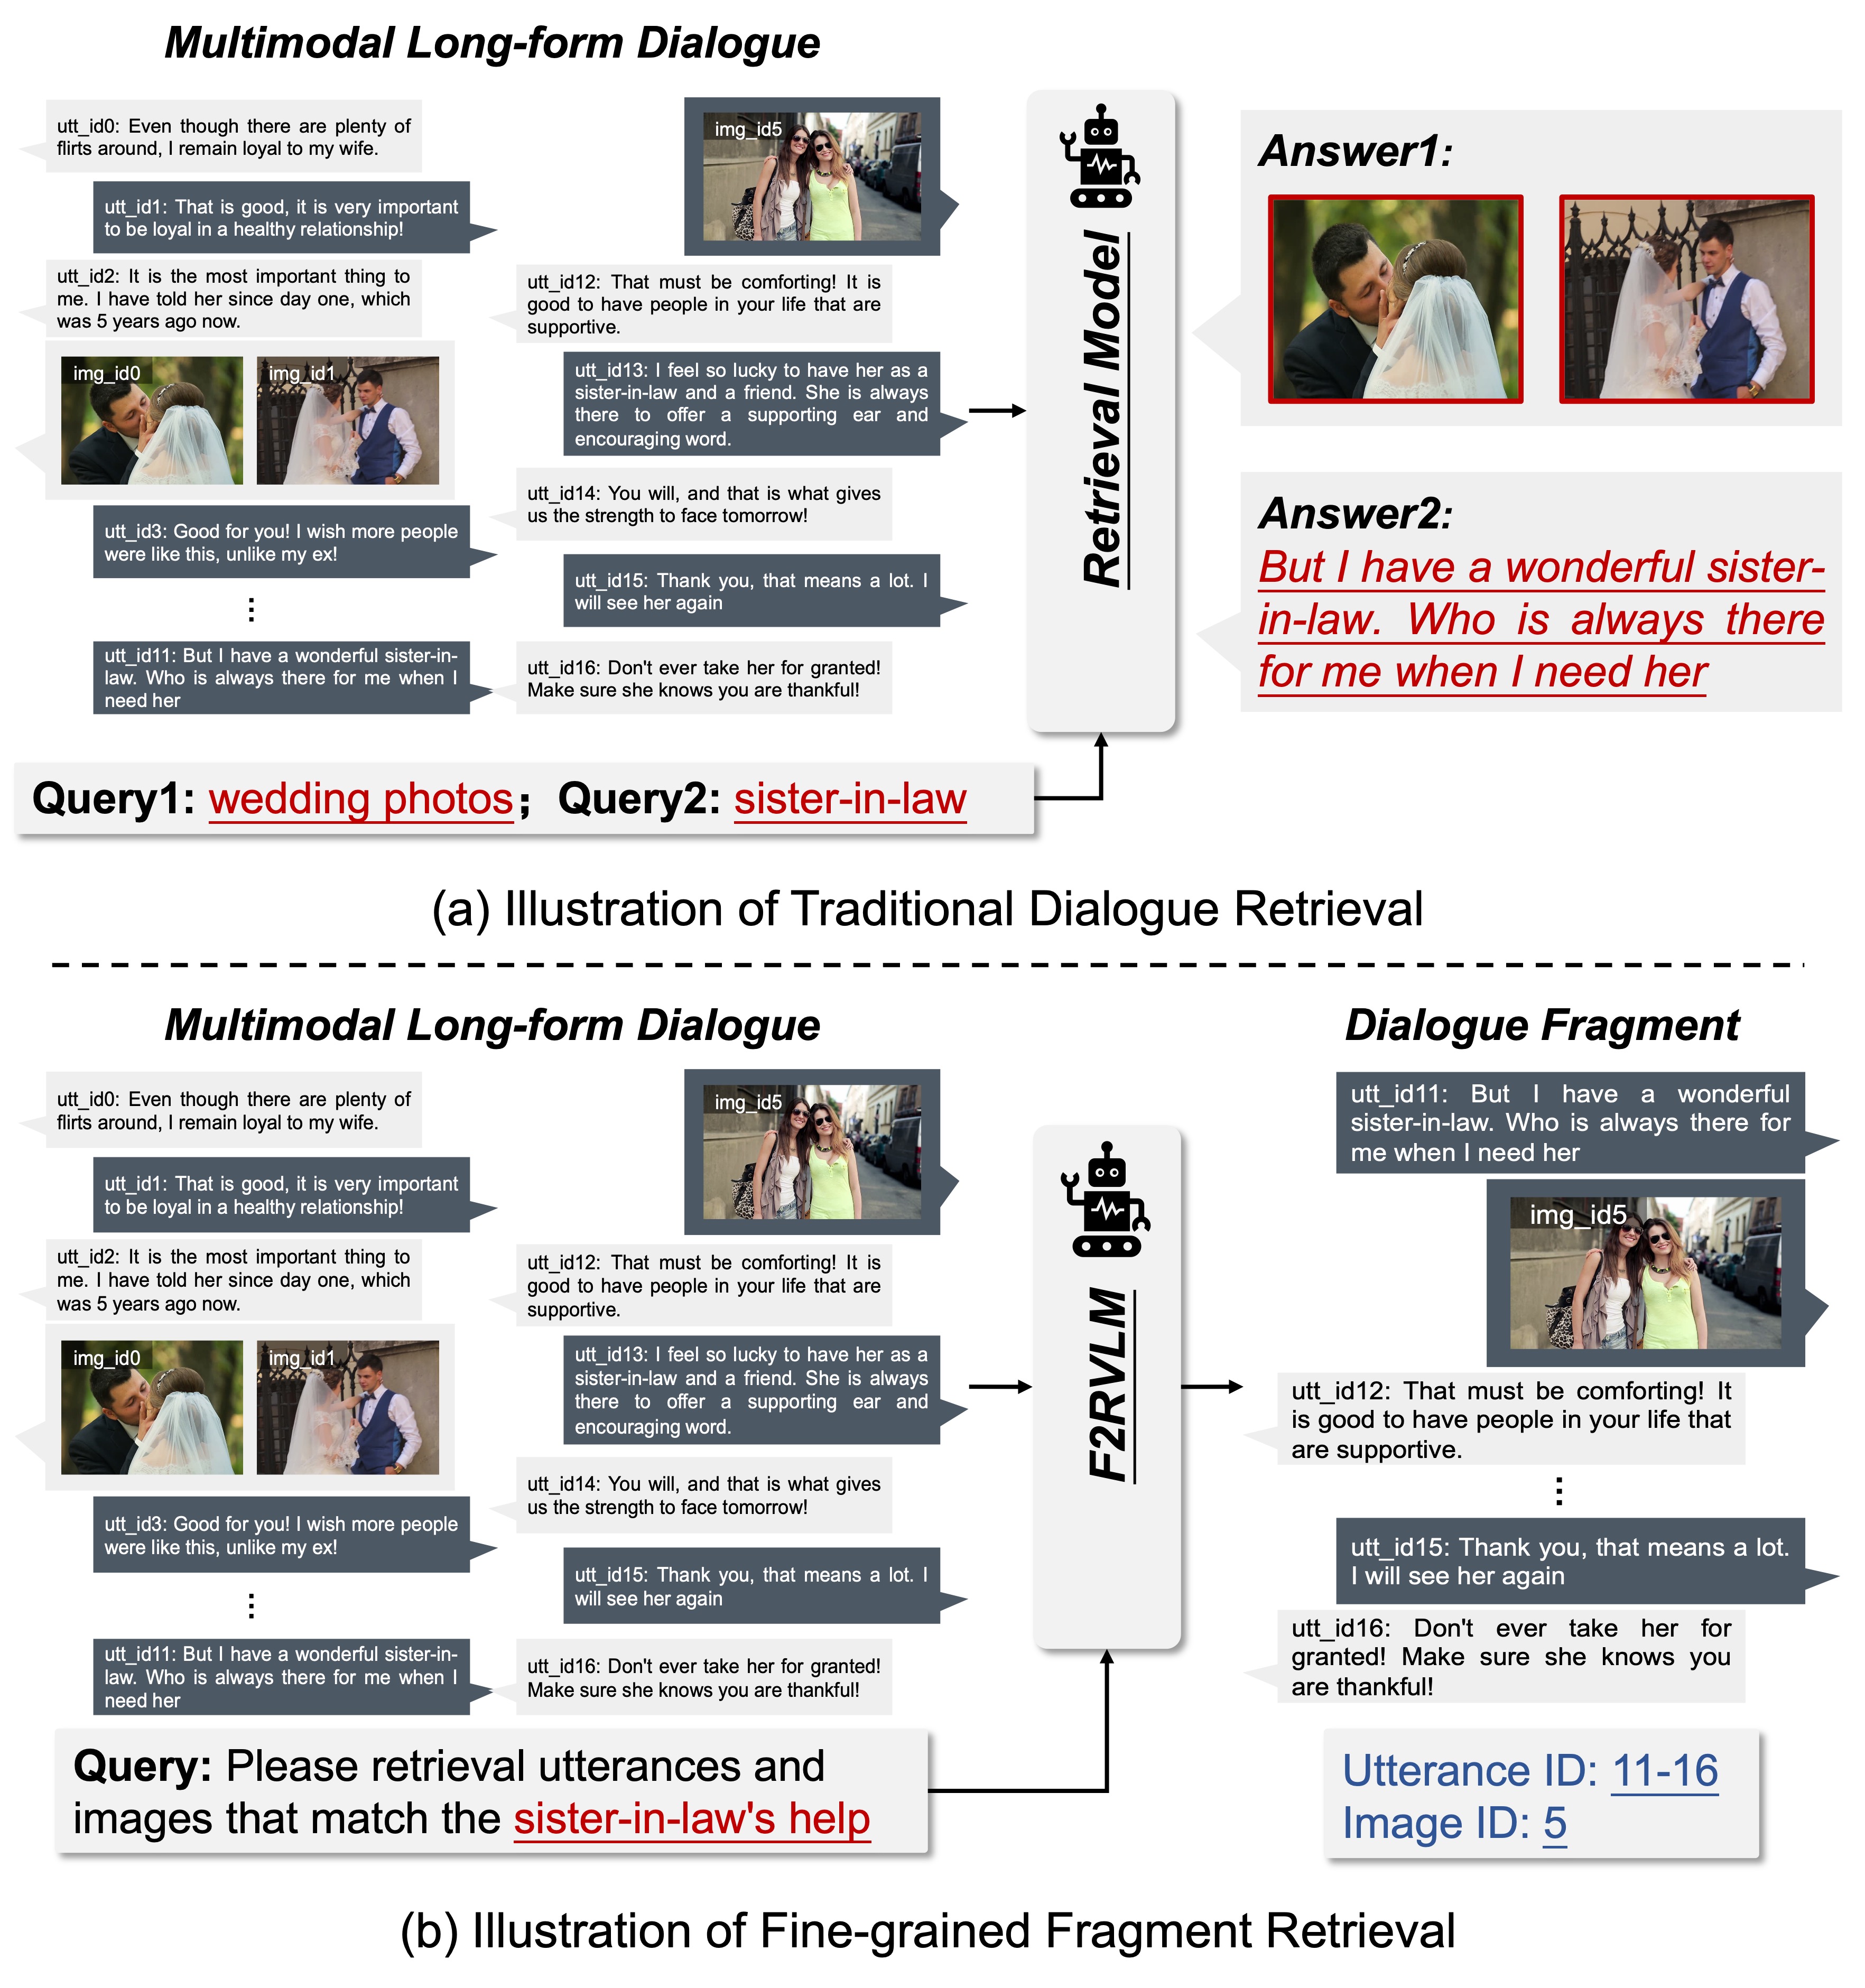 Multimodal Long-form Dialogue
utt_id0: Even though there are plenty of
flirts around, I remain loyal to my wife.
utt_id1: That is good, it is very important
to be loyal in a healthy relationship!
utt_id2: It is the most important thing to
me. I have told her since day one, which
was 5 years ago now.
img_id0
img_id1
utt_id3: Good for you! I wish more people
were like this, unlike my ex!
⋮
utt_id11: But I have a wonderful sister-in-
law. Who is always there for me when I
need her
img_id5
utt_id12: That must be comforting! It is
good to have people in your life that are
supportive.
utt_id13: I feel so lucky to have her as a
sister-in-law and a friend. She is always
there to offer a supporting ear and
encouraging word.
utt_id14: You will, and that is what gives
us the strength to face tomorrow!
utt_id15: Thank you, that means a lot. I
will see her again
utt_id16: Don't ever take her for granted!
Make sure she knows you are thankful!
Query1: wedding photos; Query2: sister-in-law
Retrieval Model
Answer1:
Answer2:
But I have a wonderful sister-
in-law. Who is always there
for me when I need her
(a) Illustration of Traditional Dialogue Retrieval
Multimodal Long-form Dialogue
utt_id0: Even though there are plenty of
flirts around, I remain loyal to my wife.
utt_id1: That is good, it is very important
to be loyal in a healthy relationship!
utt_id2: It is the most important thing to
me. I have told her since day one, which
was 5 years ago now.
img_id0
img_id1
utt_id3: Good for you! I wish more people
were like this, unlike my ex!
⋮
utt_id11: But I have a wonderful sister-in-
law. Who is always there for me when I
need her
img_id5
utt_id12: That must be comforting! It is
good to have people in your life that are
supportive.
utt_id13: I feel so lucky to have her as a
sister-in-law and a friend. She is always
there to offer a supporting ear and
encouraging word.
utt_id14: You will, and that is what gives
us the strength to face tomorrow!
utt_id15: Thank you, that means a lot. I
will see her again
utt_id16: Don't ever take her for granted!
Make sure she knows you are thankful!
Query: Please retrieval utterances and
images that match the sister-in-law's help
F2RVLM
Dialogue Fragment
utt_id11: But I have a wonderful
sister-in-law. Who is always there for
me when I need her
img_id5
utt_id12: That must be comforting! It
is good to have people in your life that
are supportive.
⋮
utt_id15: Thank you, that means a lot.
I will see her again
utt_id16: Don't ever take her for
granted! Make sure she knows you
are thankful!
Utterance ID: 11-16
Image ID: 5
(b) Illustration of Fine-grained Fragment Retrieval